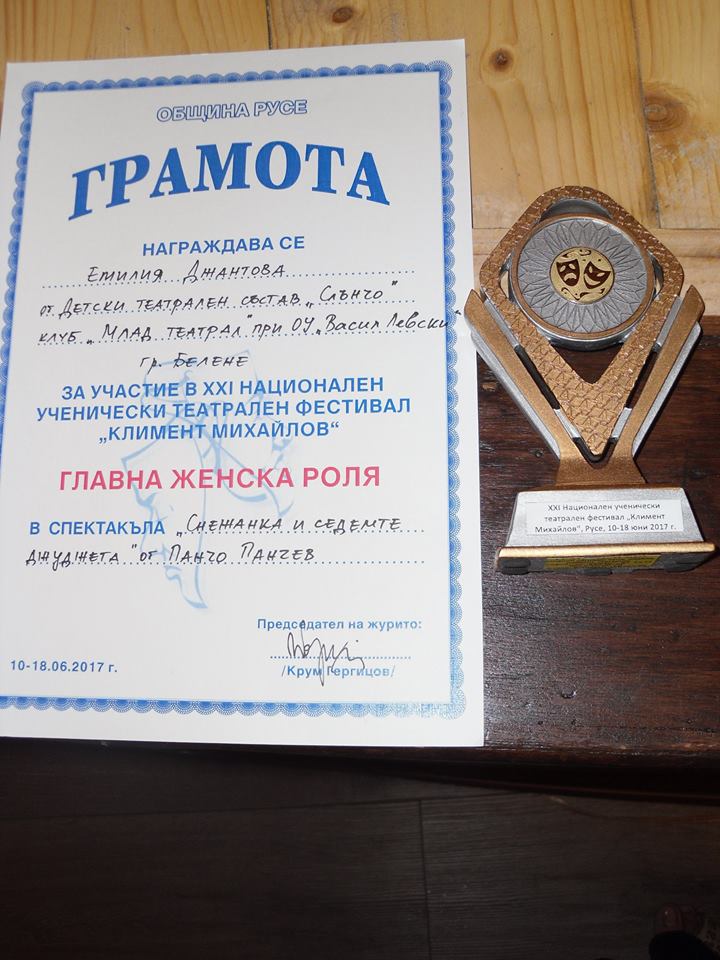 ОБЩИНА РУСЕ
ГРАМОТА
НАГРАЖДАВА СЕ
Емилия Джантова
от Детски театрален състав „Слънчо"
клуб „Млад театрал" при ОУ „Васил Левски"
гр. Белене
ЗА УЧАСТИЕ В XXI НАЦИОНАЛЕН
УЧЕНИЧЕСКИ ТЕАТРАЛЕН ФЕСТИВАЛ
„КЛИМЕНТ МИХАЙЛОВ“
ГЛАВНА ЖЕНСКА РОЛЯ
В СПЕКТАКЪЛА „Снежанка и седемте
джуджета" от Панчо Панчев
Председател на журито:
/Крум Гергицов/
10-18.06.2017 г.
XXI Национален ученически
театрален фестивал „Климент
Михайлов“, Русе, 10-18 юни 2017 г.